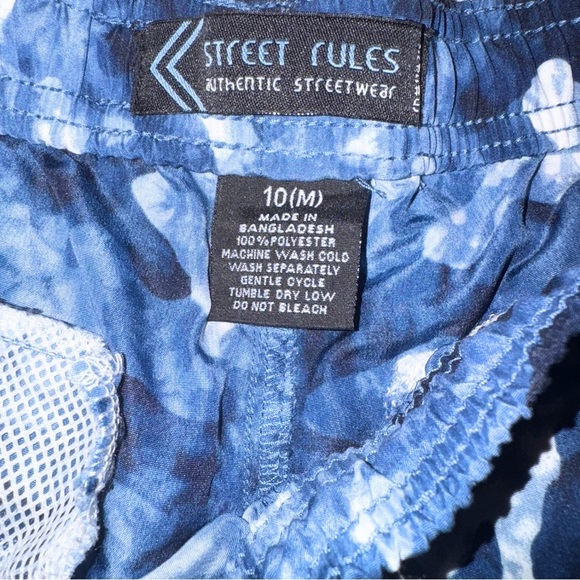 STREET RULES
AUTHENTIC STREETWEAR
10(M)
MADE IN
BANGLADESH
100%POLYESTER
MACHINE WASH COLD
WASH SEPARATELY
GENTLE CYCLE
TUMBLE DRY LOW
DO NOT BLEACH